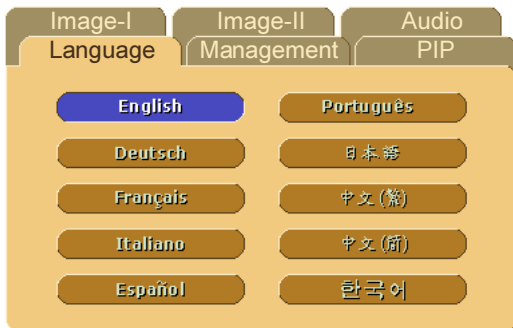 Image-I Image-II Audio
Language Management PIP
English Português
Deutsch 日本語
Français 中文(繁)
Italiano 中文(简)
Español 한국어